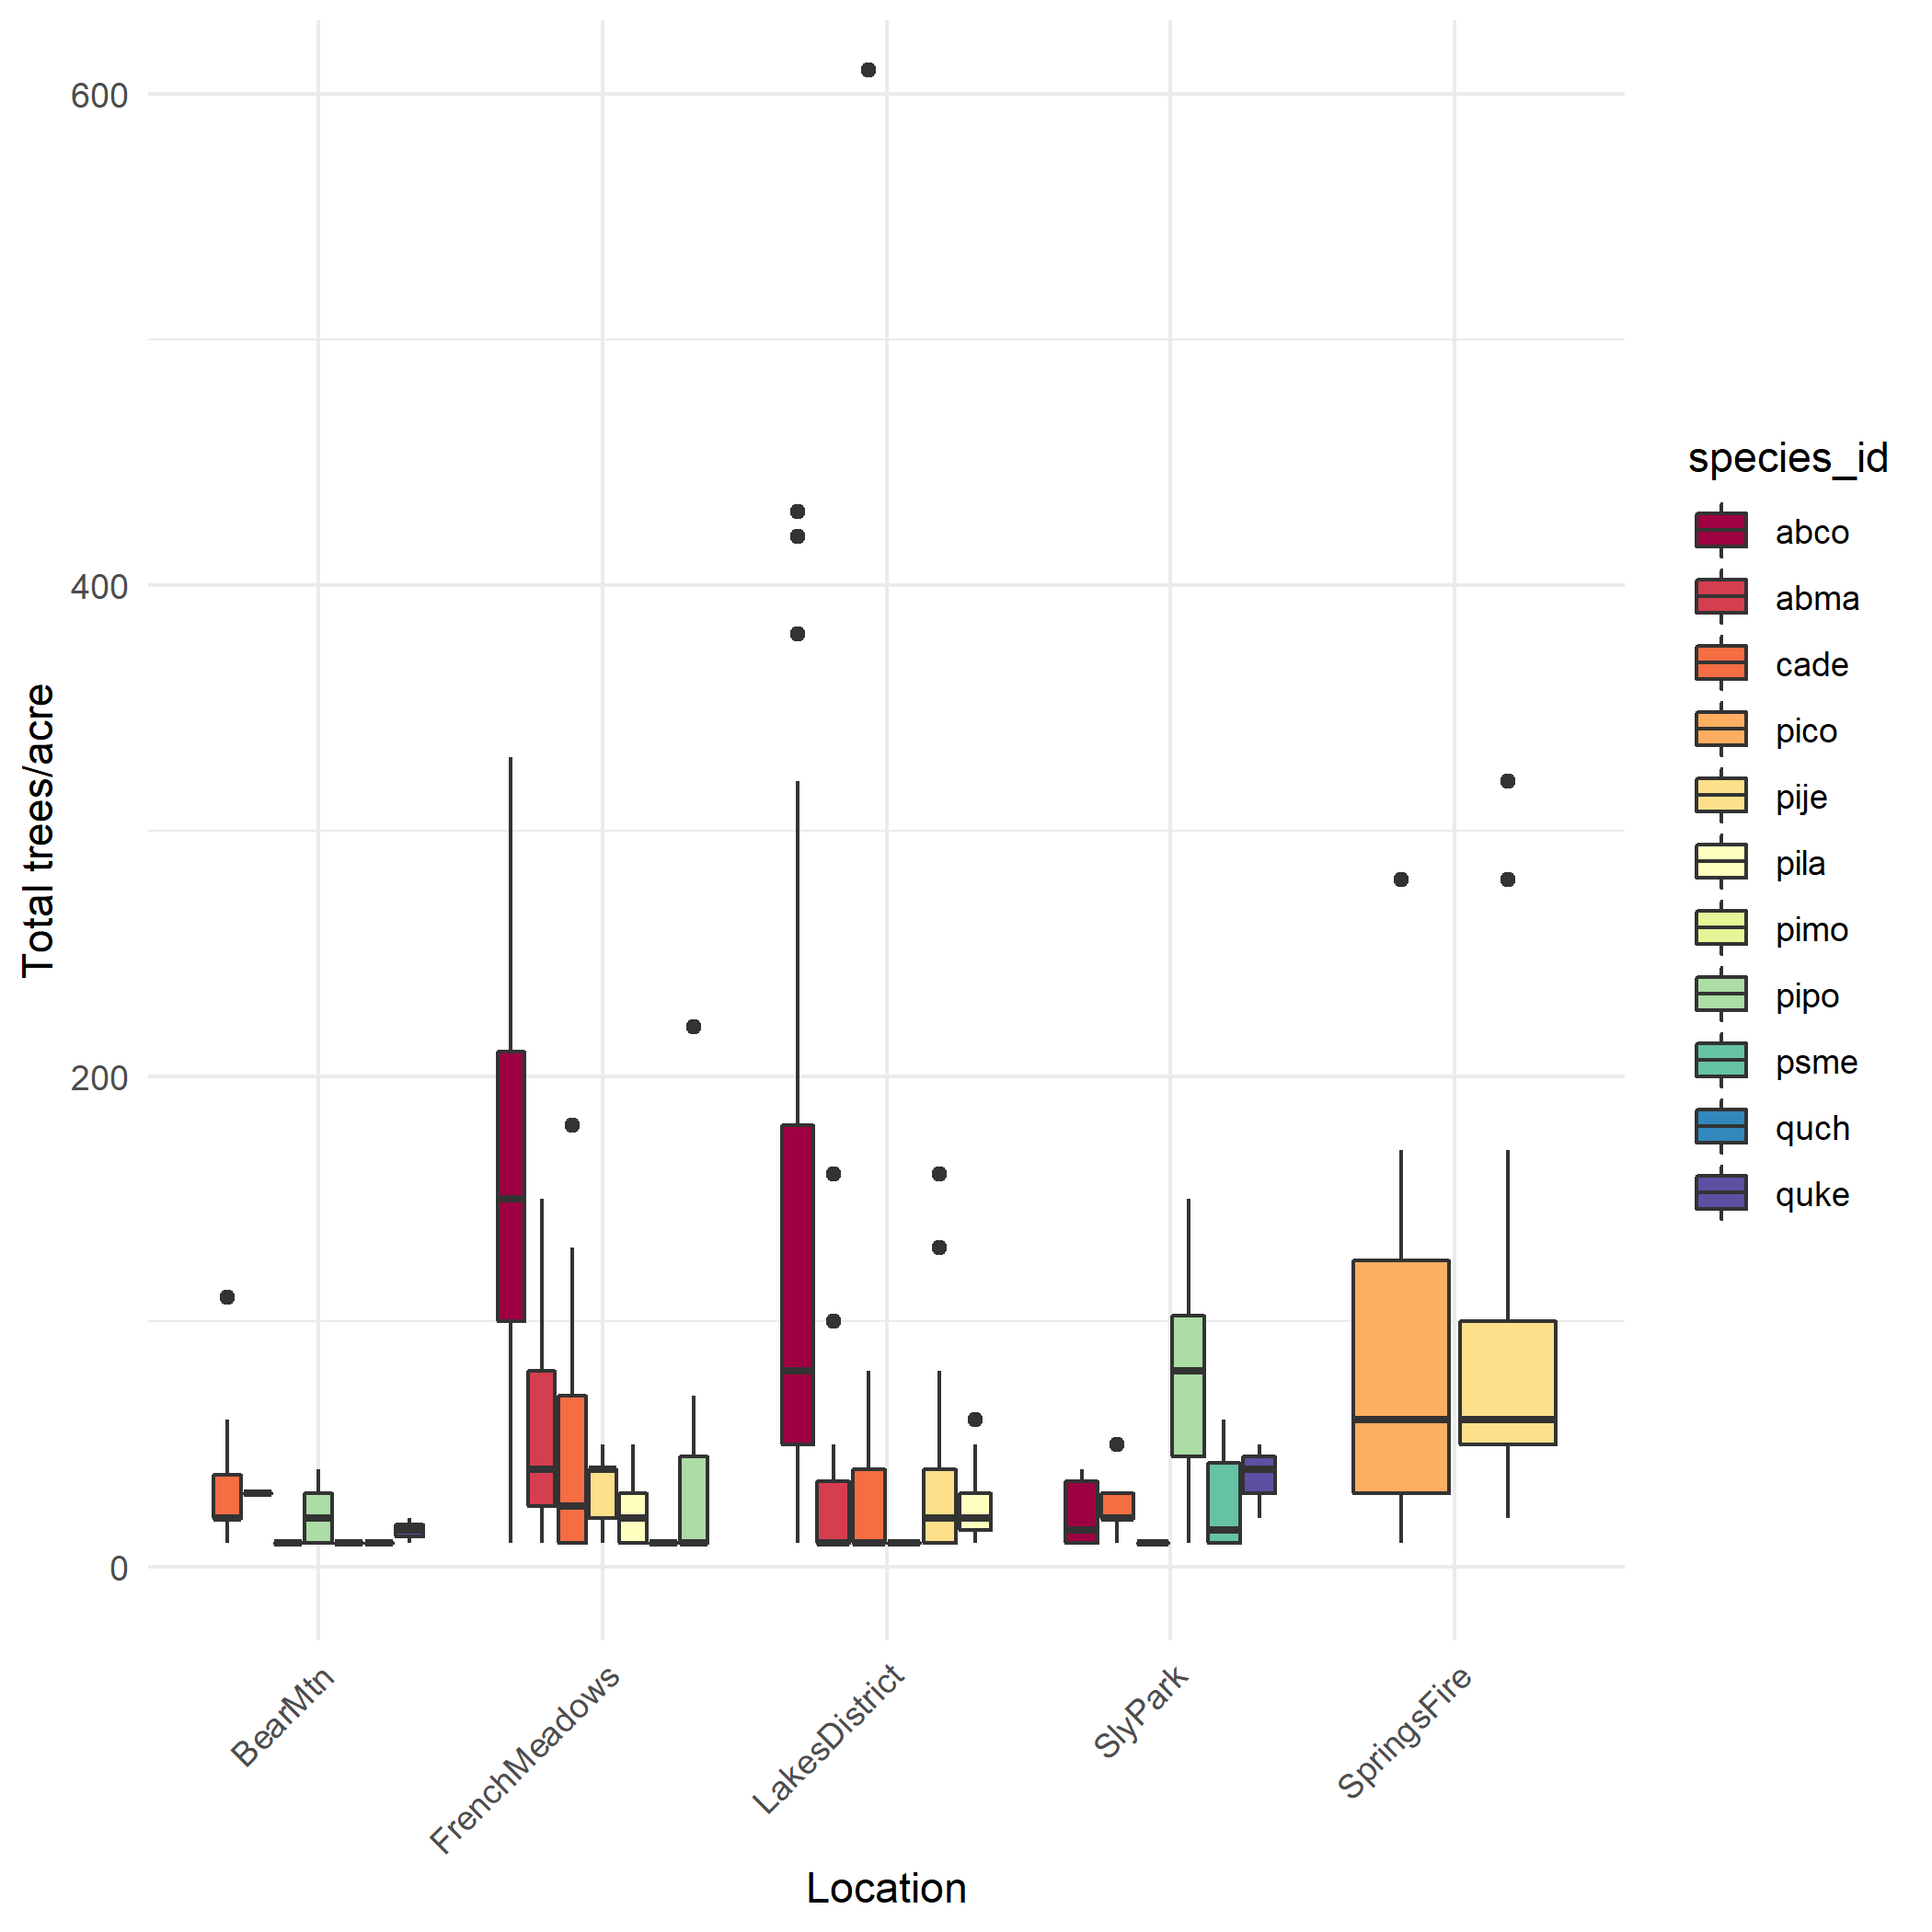 600
400
200
0
Total trees/acre
BearMtn
FrenchMeadows
LakesDistrict
SlyPark
SpringsFire
Location
species_id
abco
abma
cade
pico
pije
pila
pimo
pipo
psme
quch
quke